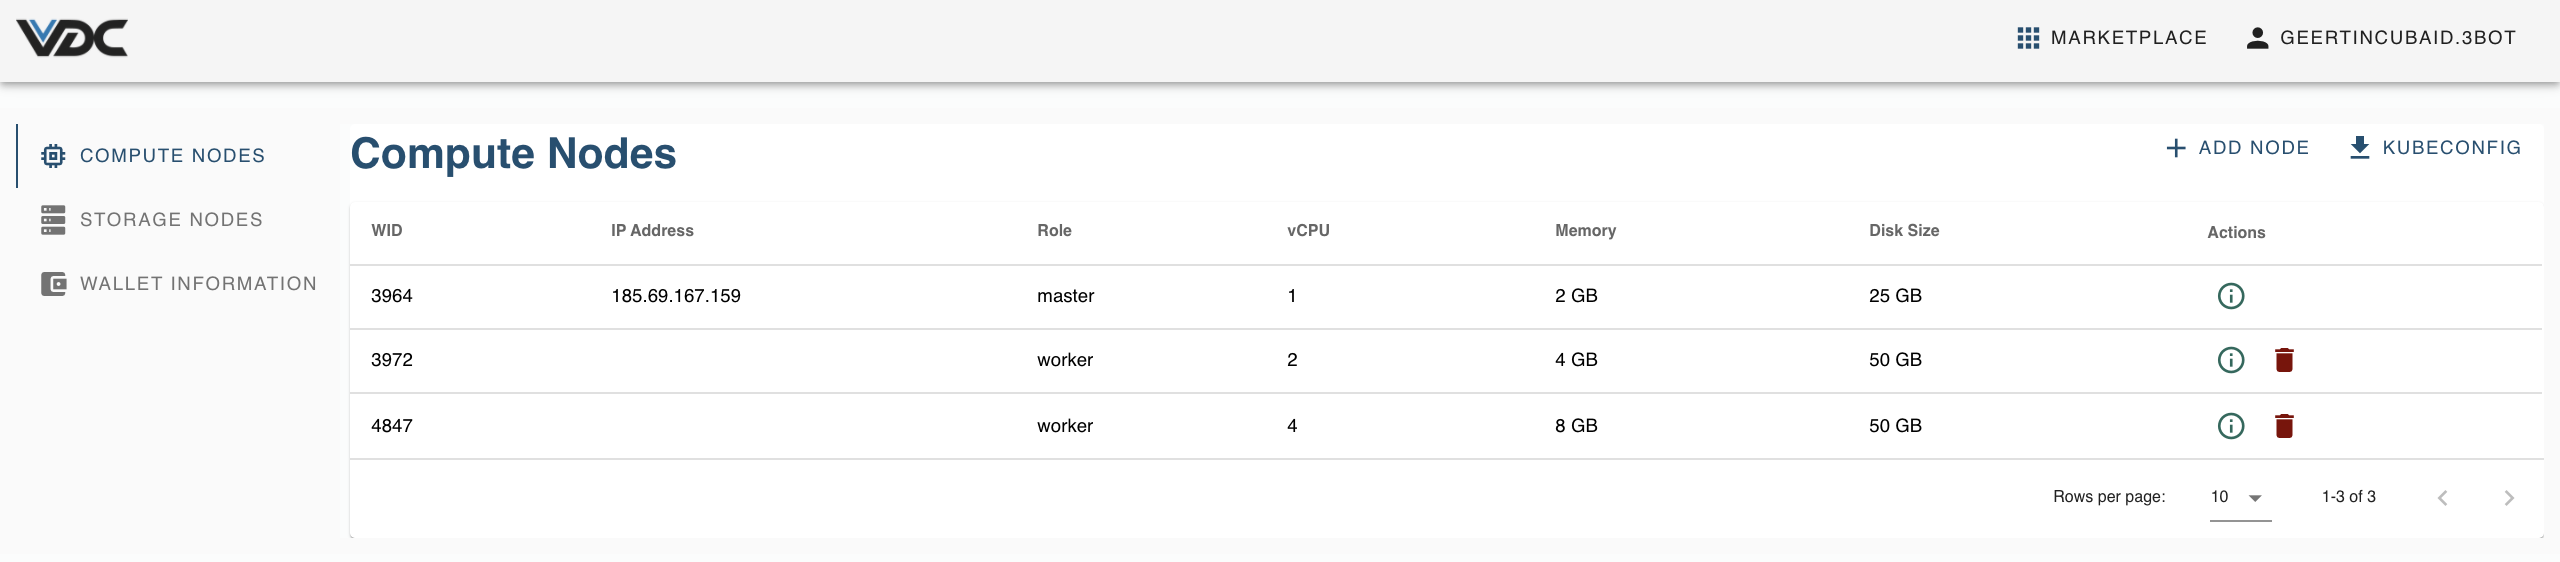 VDC
MARKETPLACE
GEERTINCUBAID.3BOT
COMPUTE NODES
STORAGE NODES
WALLET INFORMATION
Compute Nodes
ADD NODE
KUBECONFIG
WID IP Address Role vCPU Memory Disk Size Actions
3964 185.69.167.159 master 1 2 GB 25 GB
3972 worker 2 4 GB 50 GB
4847 worker 4 8 GB 50 GB
Rows per page: 10 1-3 of 3